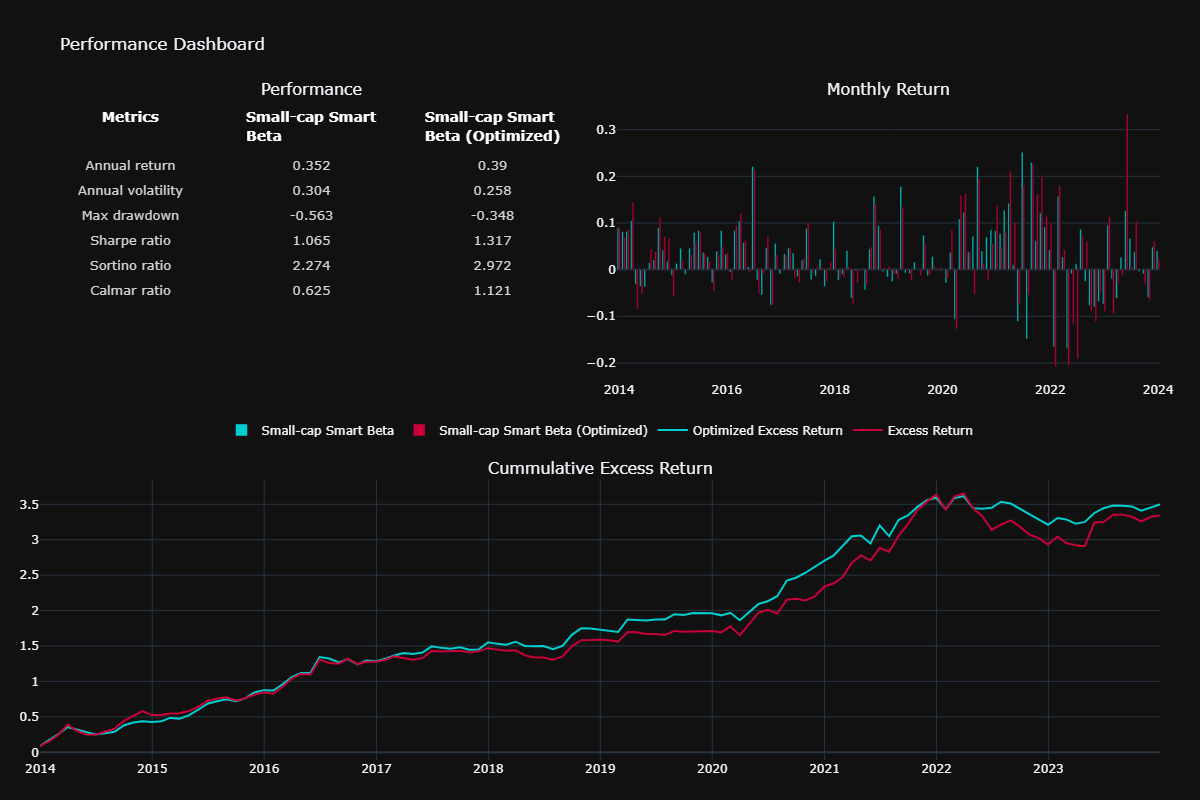 Performance Dashboard
Performance
Metrics Small-cap Smart Beta Small-cap Smart Beta (Optimized)
Annual return 0.352 0.39
Annual volatility 0.304 0.258
Max drawdown -0.563 -0.348
Sharpe ratio 1.065 1.317
Sortino ratio 2.274 2.972
Calmar ratio 0.625 1.121
Monthly Return
0.3
0.2
0.1
0
−0.1
−0.2
2014 2016 2018 2020 2022 2024
Small-cap Smart Beta Small-cap Smart Beta (Optimized) Optimized Excess Return Excess Return
Cummulative Excess Return
3.5
3
2.5
2
1.5
1
0.5
0
2014 2015 2016 2017 2018 2019 2020 2021 2022 2023